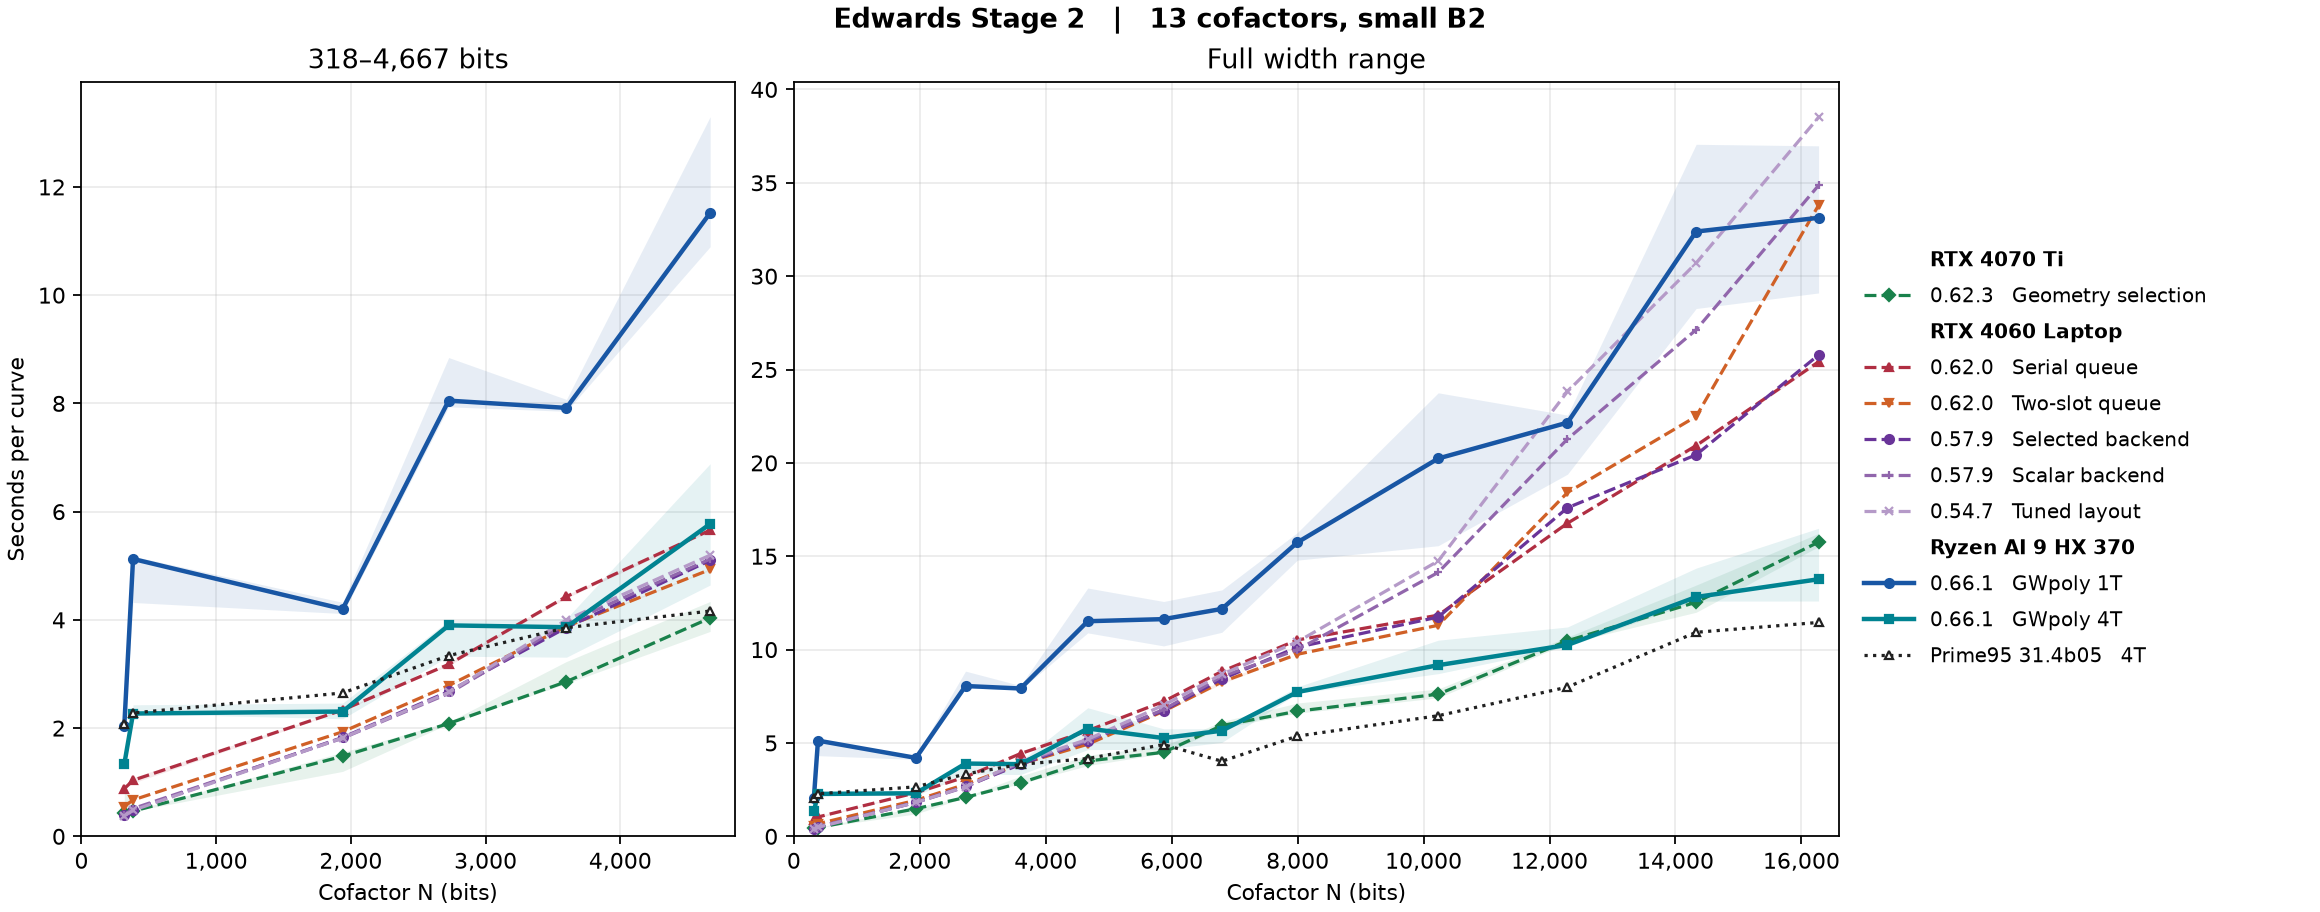 Edwards Stage 2 | 13 cofactors, small B2
318–4,667 bits
Full width range
Seconds per curve
12
10
8
6
4
2
0
0 1,000 2,000 3,000 4,000
Cofactor N (bits)
40
35
30
25
20
15
10
5
0
0 2,000 4,000 6,000 8,000 10,000 12,000 14,000 16,000
Cofactor N (bits)
RTX 4070 Ti
0.62.3 Geometry selection
RTX 4060 Laptop
0.62.0 Serial queue
0.62.0 Two-slot queue
0.57.9 Selected backend
0.57.9 Scalar backend
0.54.7 Tuned layout
Ryzen AI 9 HX 370
0.66.1 GWpoly 1T
0.66.1 GWpoly 4T
Prime95 31.4b05 4T